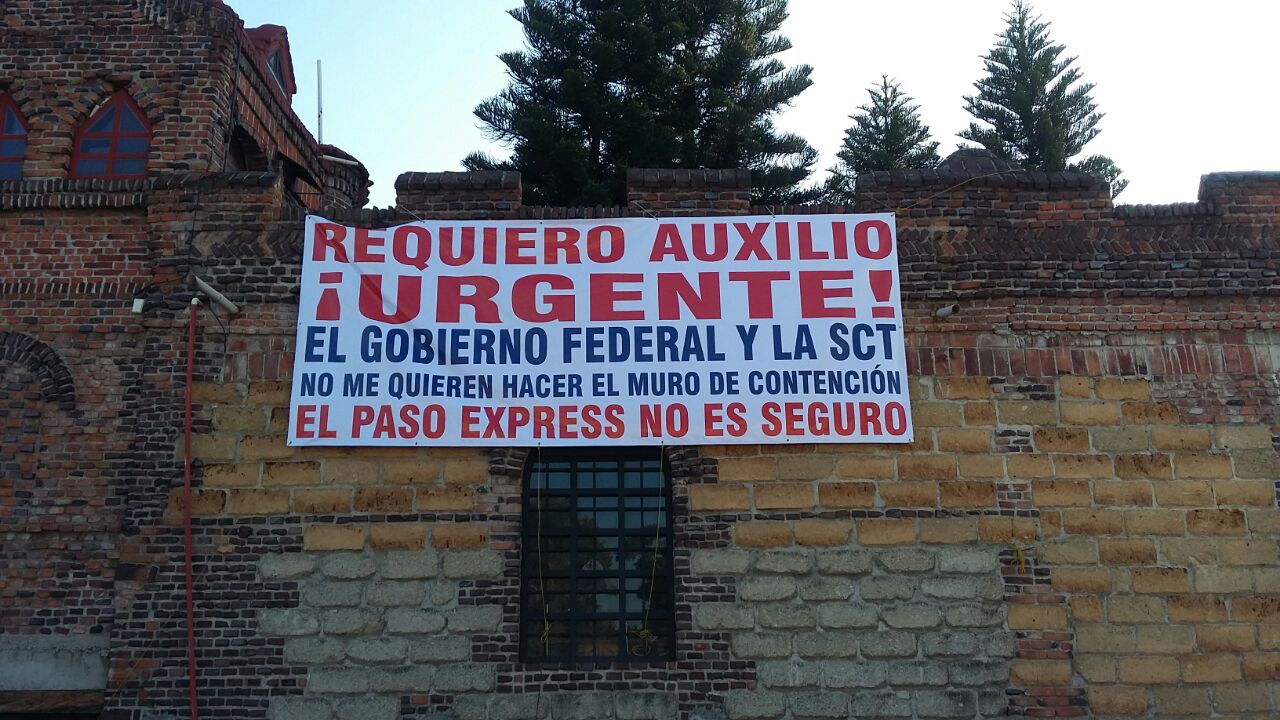 REQUIERO AUXILIO
¡URGENTE!
EL GOBIERNO FEDERAL Y LA SCT
NO ME QUIEREN HACER EL MURO DE CONTENCIÓN
EL PASO EXPRESS NO ES SEGURO